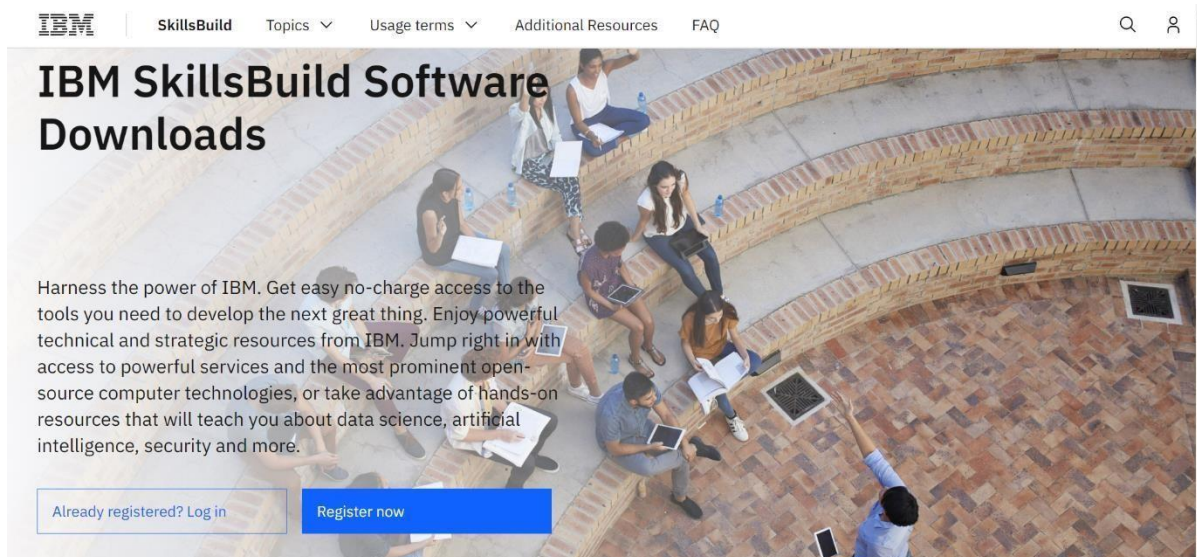 IBM SkillsBuild Topics Usage terms Additional Resources FAQ
IBM SkillsBuild Software
Downloads
Harness the power of IBM. Get easy no-charge access to the
tools you need to develop the next great thing. Enjoy powerful
technical and strategic resources from IBM. Jump right in with
access to powerful services and the most prominent open-
source computer technologies, or take advantage of hands-on
resources that will teach you about data science, artificial
intelligence, security and more.
Already registered? Log in Register now